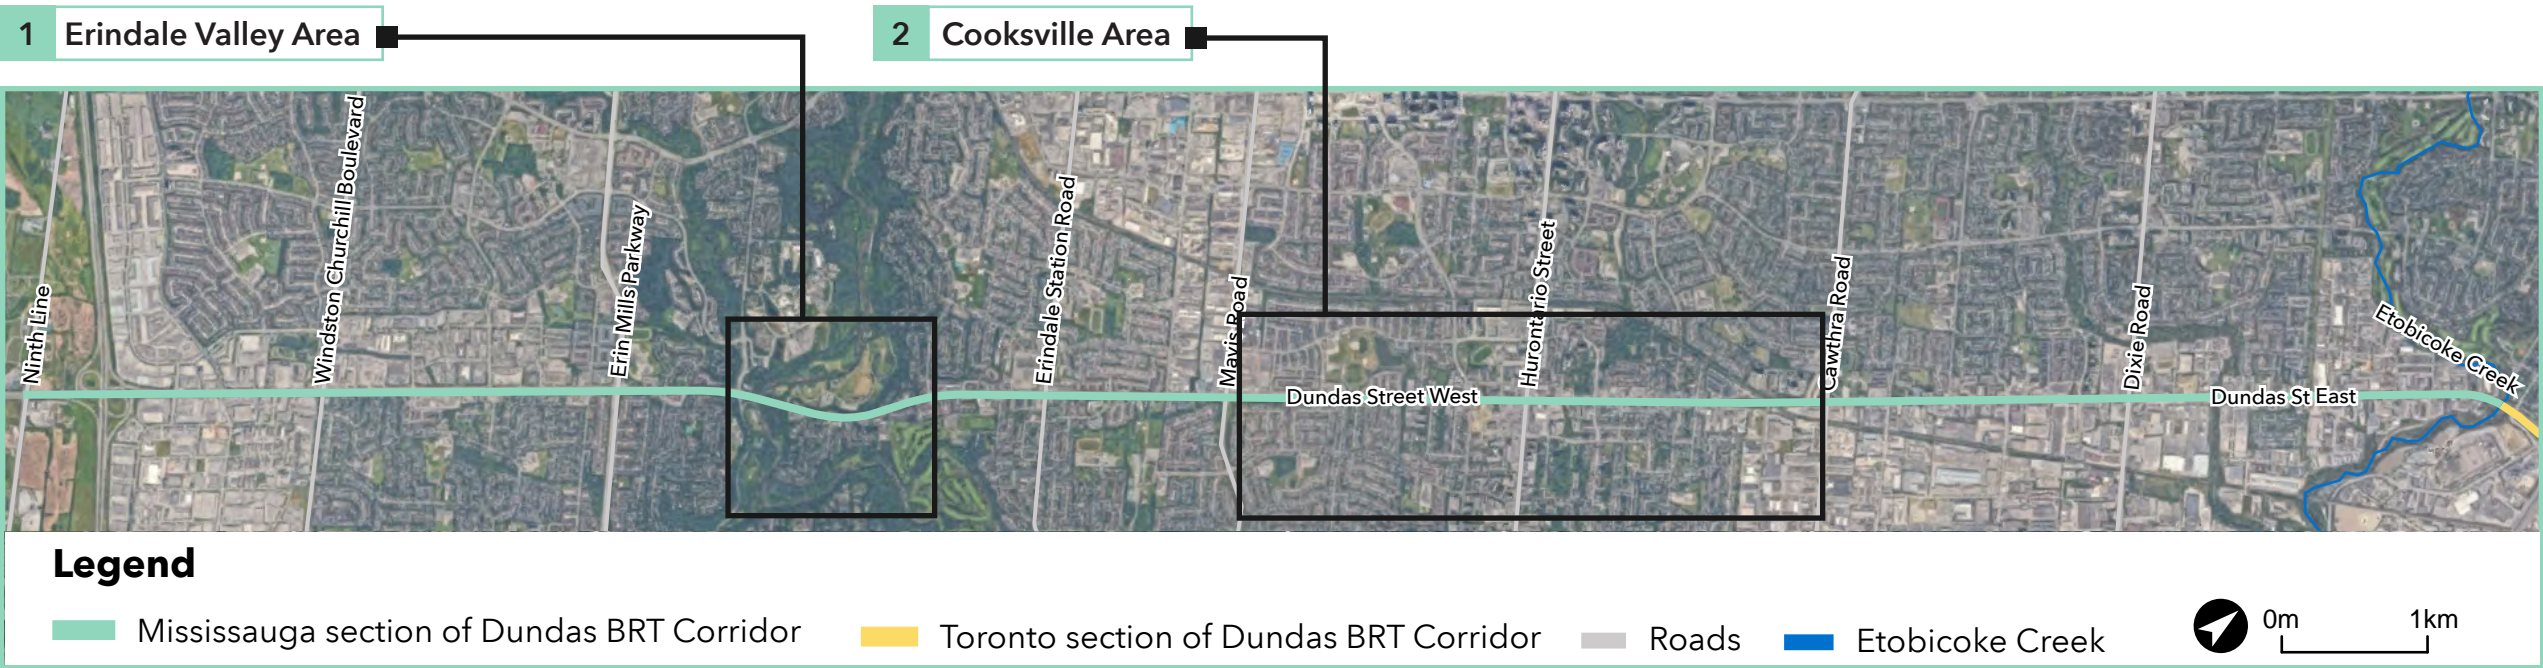 1 Erindale Valley Area
2 Cooksville Area
Ninth Line
Windston Churchill Boulevard
Erin Mills Parkway
Erindale Station Road
Mavis Road
Hurontario Street
Cawthra Road
Dixie Road
Etobicoke Creek
Dundas Street West
Dundas St East
Legend
Mississauga section of Dundas BRT Corridor
Toronto section of Dundas BRT Corridor
Roads
Etobicoke Creek
0m
1km